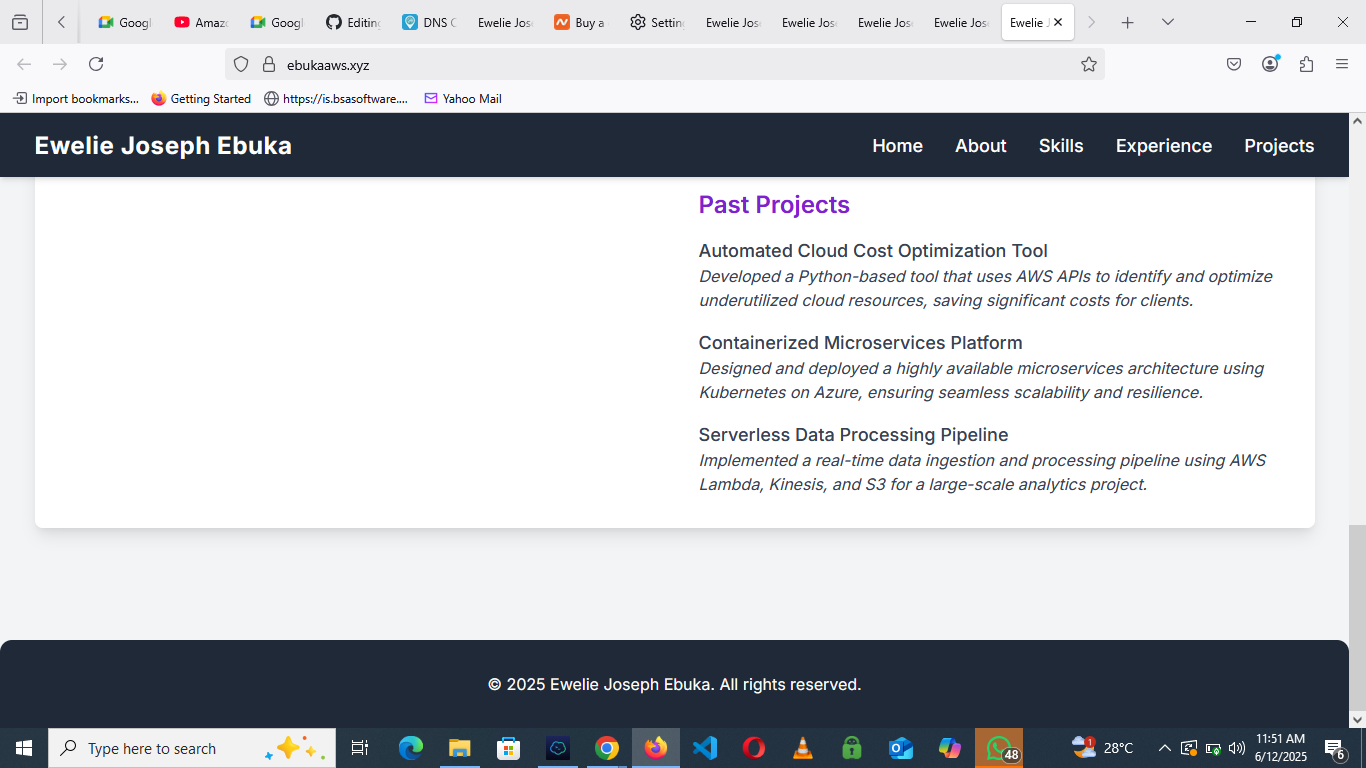 Googl
Amaz
Googl
Editing
DNS C
Ewelie Jos
Buy a
Setting
Ewelie Jos
Ewelie Jos
Ewelie Jos
Ewelie Jos
Ewelie J
ebukaaws.xyz
Import bookmarks...
Getting Started
https://is.bsasoftware....
Yahoo Mail
Ewelie Joseph Ebuka
Home
About
Skills
Experience
Projects
Past Projects
Automated Cloud Cost Optimization Tool
Developed a Python-based tool that uses AWS APIs to identify and optimize
underutilized cloud resources, saving significant costs for clients.
Containerized Microservices Platform
Designed and deployed a highly available microservices architecture using
Kubernetes on Azure, ensuring seamless scalability and resilience.
Serverless Data Processing Pipeline
Implemented a real-time data ingestion and processing pipeline using AWS
Lambda, Kinesis, and S3 for a large-scale analytics project.
© 2025 Ewelie Joseph Ebuka. All rights reserved.
Type here to search
48
1
28°C
11:51 AM
6/12/2025
6